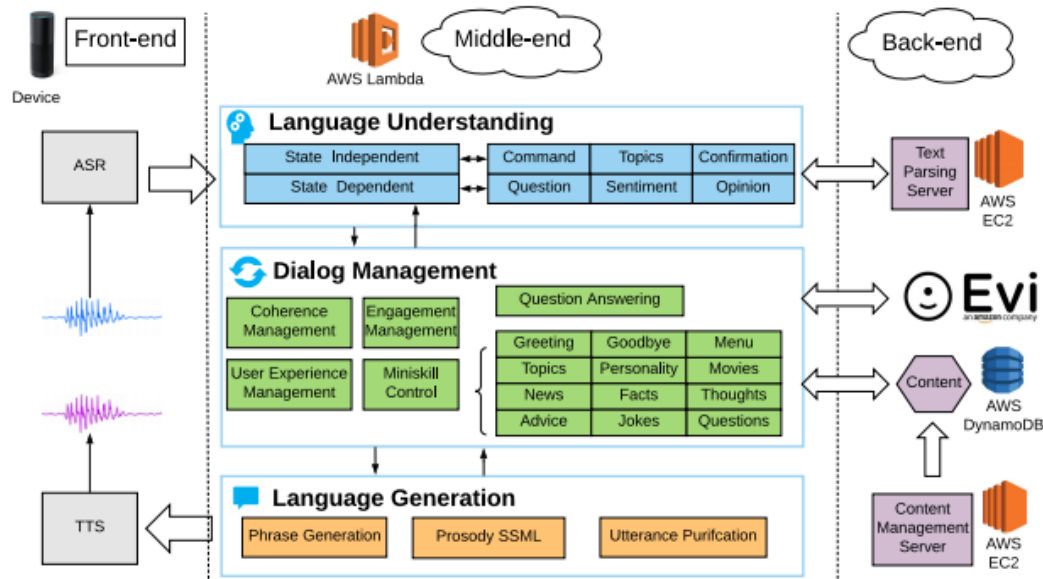 Front-end
Device
AWS Lambda
Middle-end
Back-end
ASR
Language Understanding
State Independent
Command
Topics
Confirmation
State Dependent
Question
Sentiment
Opinion
Text
Parsing
Server
AWS
EC2
Dialog Management
Coherence
Management
Engagement
Management
Question Answering
User Experience
Management
Miniskill
Control
Greeting
Goodbye
Menu
Topics
Personality
Movies
News
Facts
Thoughts
Advice
Jokes
Questions
Evi
an amazon company
Content
AWS
DynamoDB
TTS
Language Generation
Phrase Generation
Prosody SSML
Utterance Purifcation
Content
Management
Server
AWS
EC2